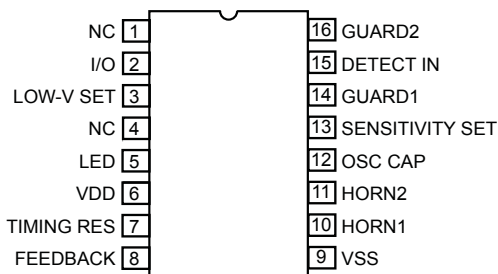 NC 1
I/O 2
LOW-V SET 3
NC 4
LED 5
VDD 6
TIMING RES 7
FEEDBACK 8
16 GUARD2
15 DETECT IN
14 GUARD1
13 SENSITIVITY SET
12 OSC CAP
11 HORN2
10 HORN1
9 VSS